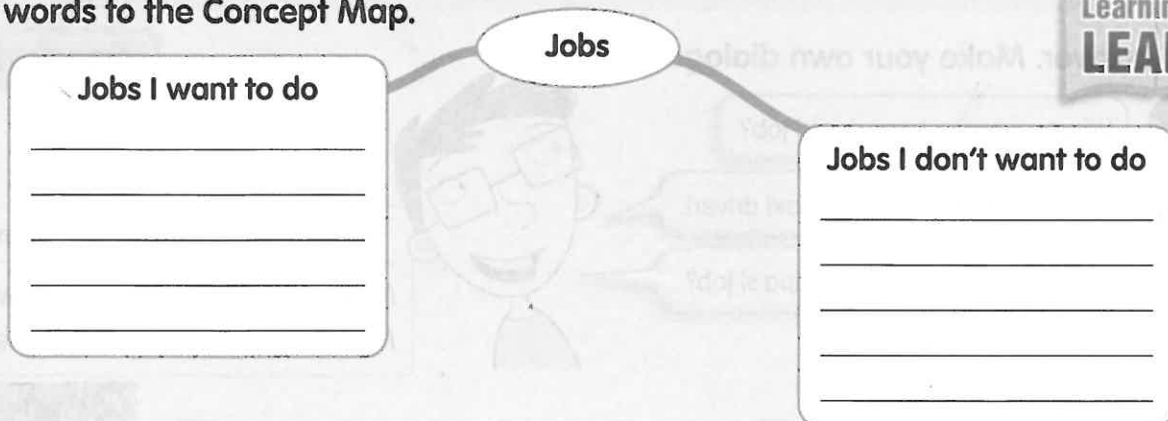 words to the Concept Map.
Jobs
Jobs I want to do
Jobs I don't want to do